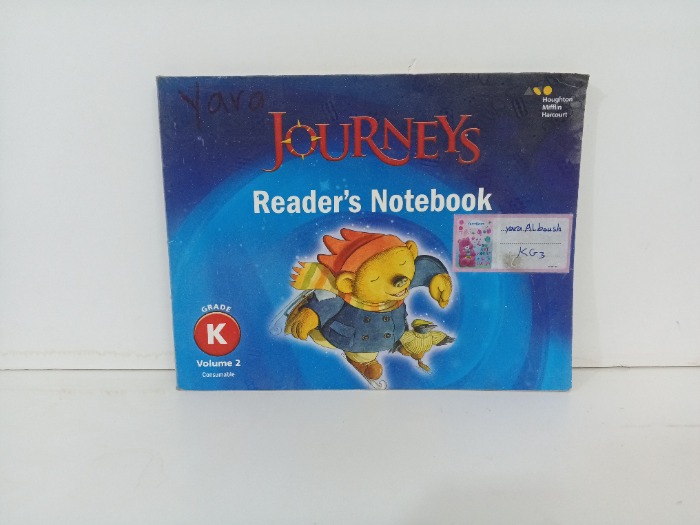 Yara
Houghton
Mifflin
Harcourt
JOURNEYS
Reader's Notebook
yara ALboush
KG3
GRADE
K
Volume 2
Consumable